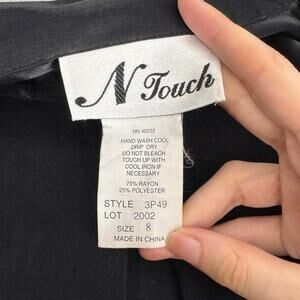 N Touch
RN 46032
HAND WASH COOL
DRIP DRY
DO NOT BLEACH
TOUCH UP WITH
COOL IRON IF
NECESSARY
75% RAYON
25% POLYESTER
STYLE 3P49
LOT 2002
SIZE 8
MADE IN CHINA